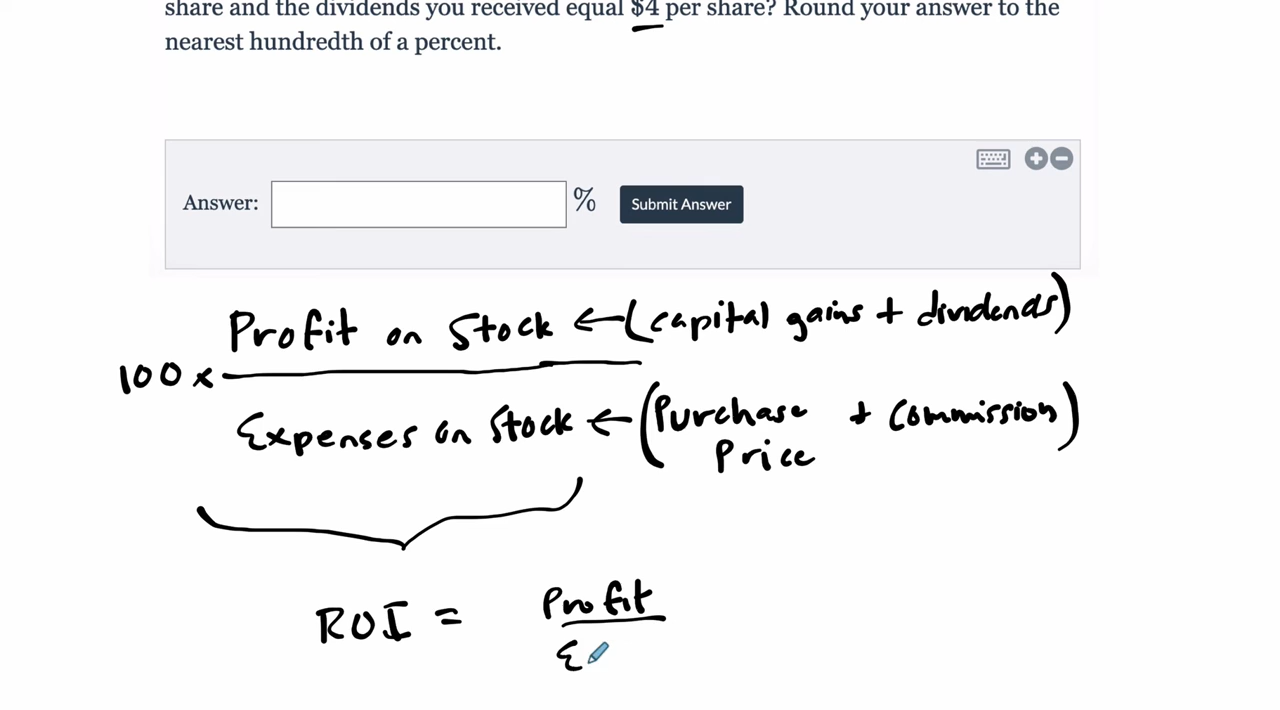 share and the dividends you received equal $4 per share? Round your answer to the
nearest hundredth of a percent.
Answer: % Submit Answer
Profit on Stock ← (capital gains + dividends)
100 ×
Expenses on Stock ← (Purchase + Commission)
Price
ROI = Profit
E